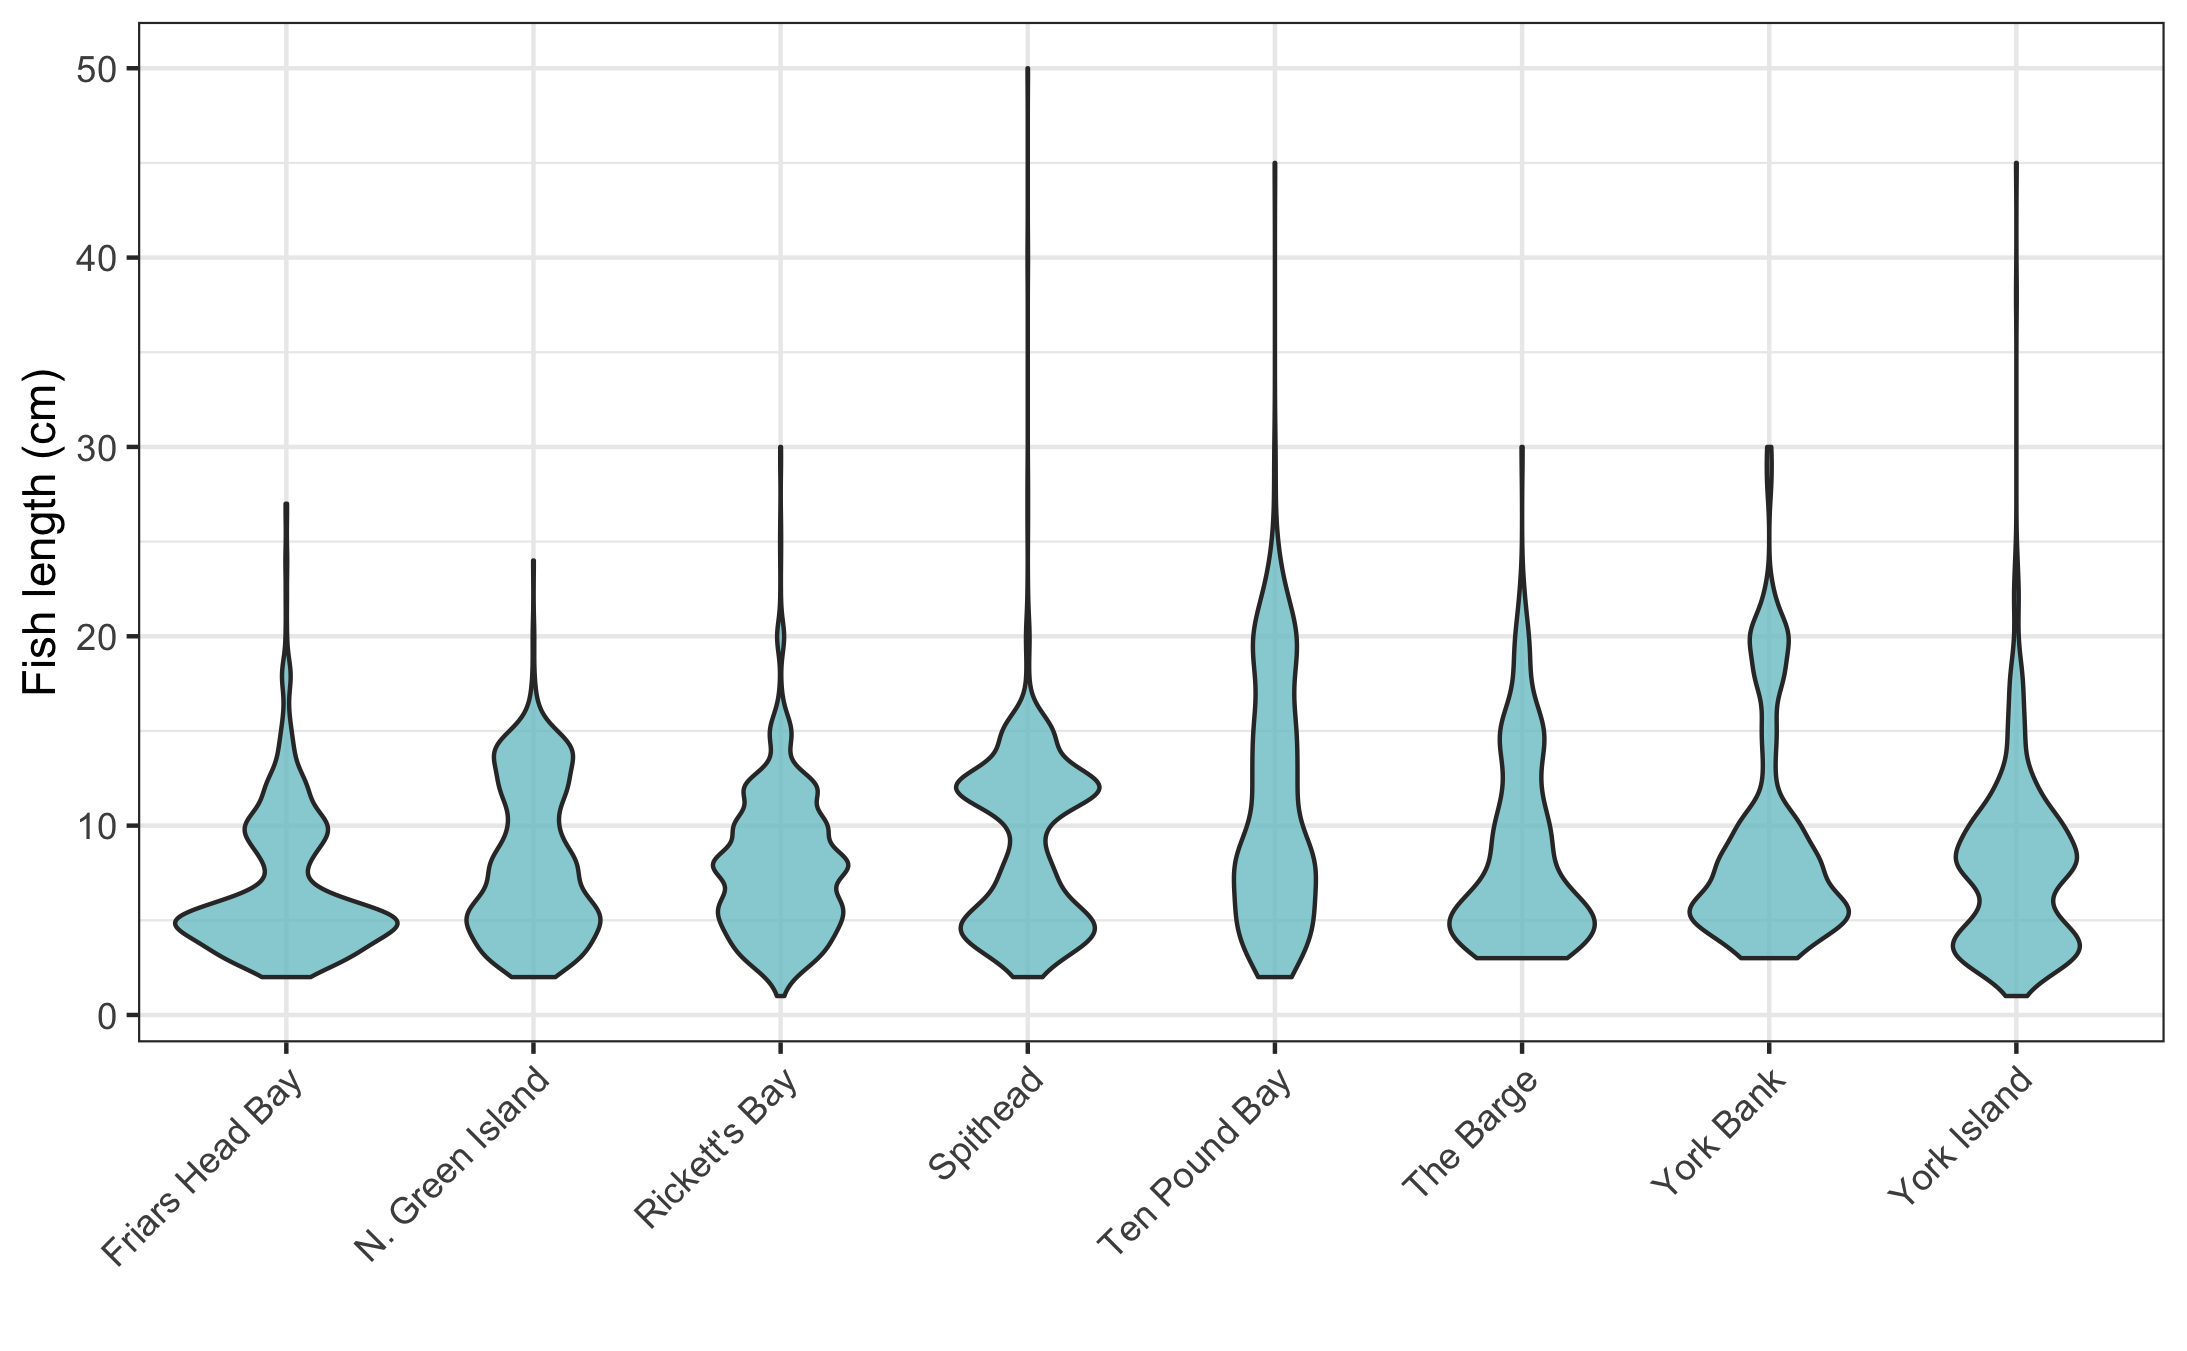 Fish length (cm)
50
40
30
20
10
0
Friars Head Bay
N. Green Island
Rickett's Bay
Spithead
Ten Pound Bay
The Barge
York Bank
York Island